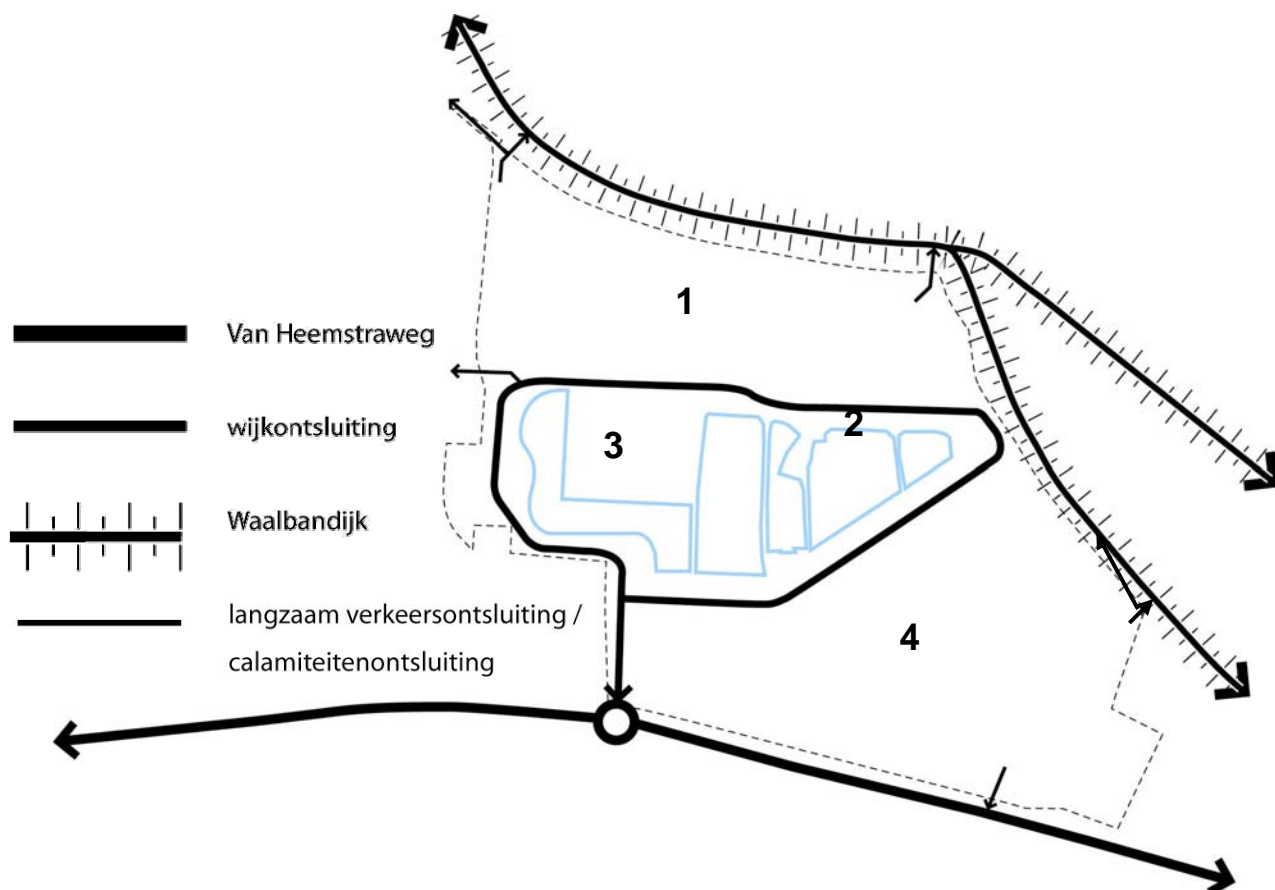 1
2
3
4
Van Heemstraweg
wijkontsluiting
Waalbandijk
langzaam verkeersontsluiting /
calamiteitenontsluiting